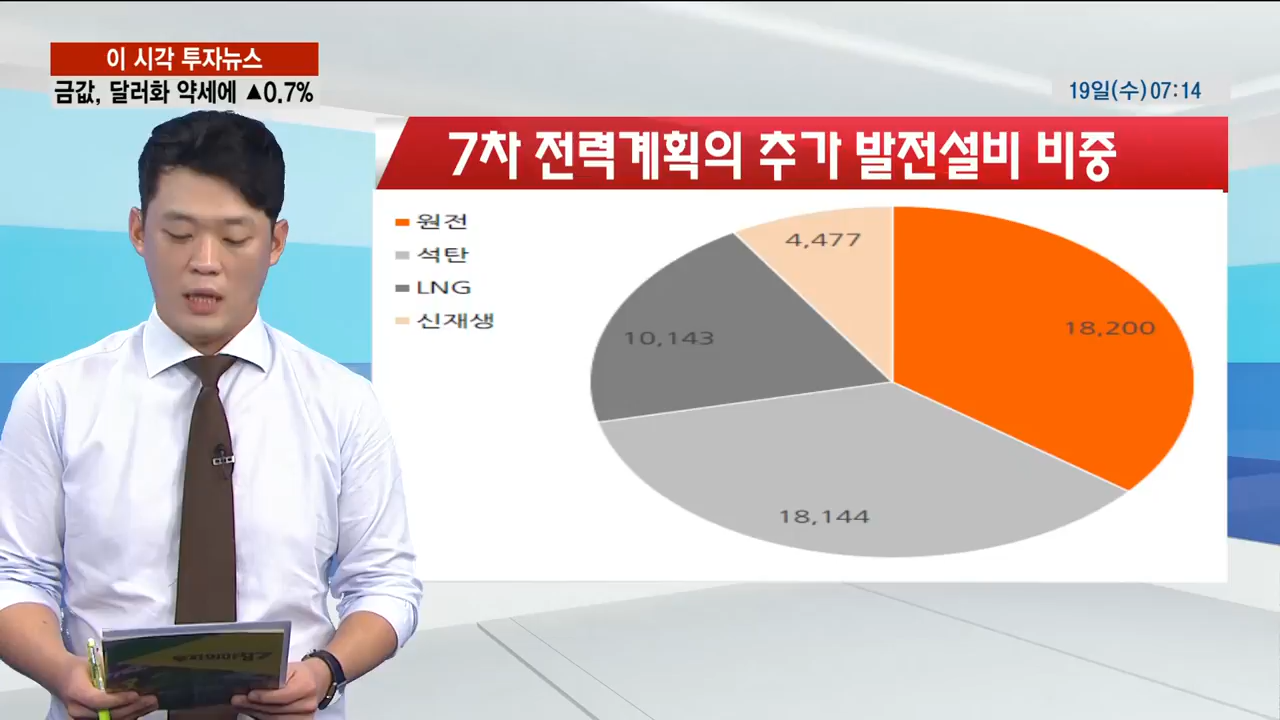 이 시각 투자뉴스
금값, 달러화 약세에 ▲0.7%
19일(수)07:14
7차 전력계획의 추가 발전설비 비중
원전
석탄
LNG
신재생
4,477
18,200
10,143
18,144